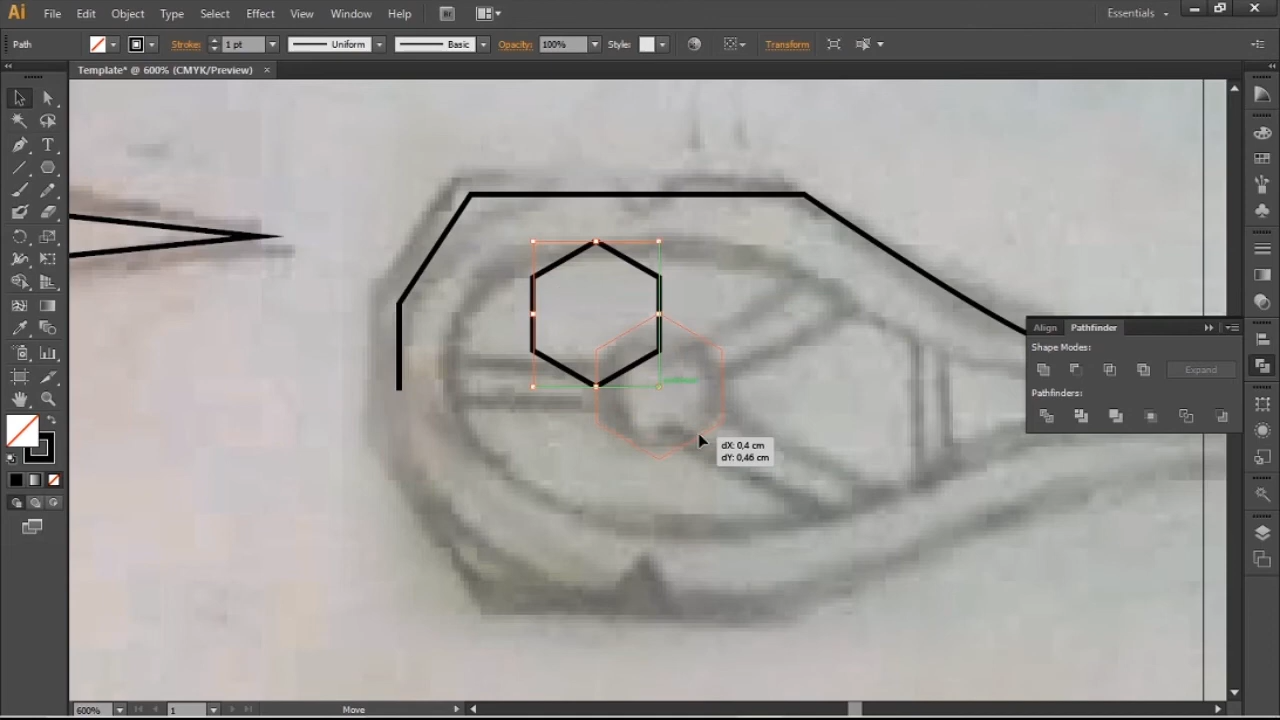 Ai File Edit Object Type Select Effect View Window Help Br Essentials
Path Stroke: 1 pt Uniform Basic Opacity: 100% Style: Transform
Template* @ 600% (CMYK/Preview) ×
Align Pathfinder
Shape Modes:
Expand
Pathfinders:
dX: 0,4 cm
dY: 0,46 cm
600% 1 Move